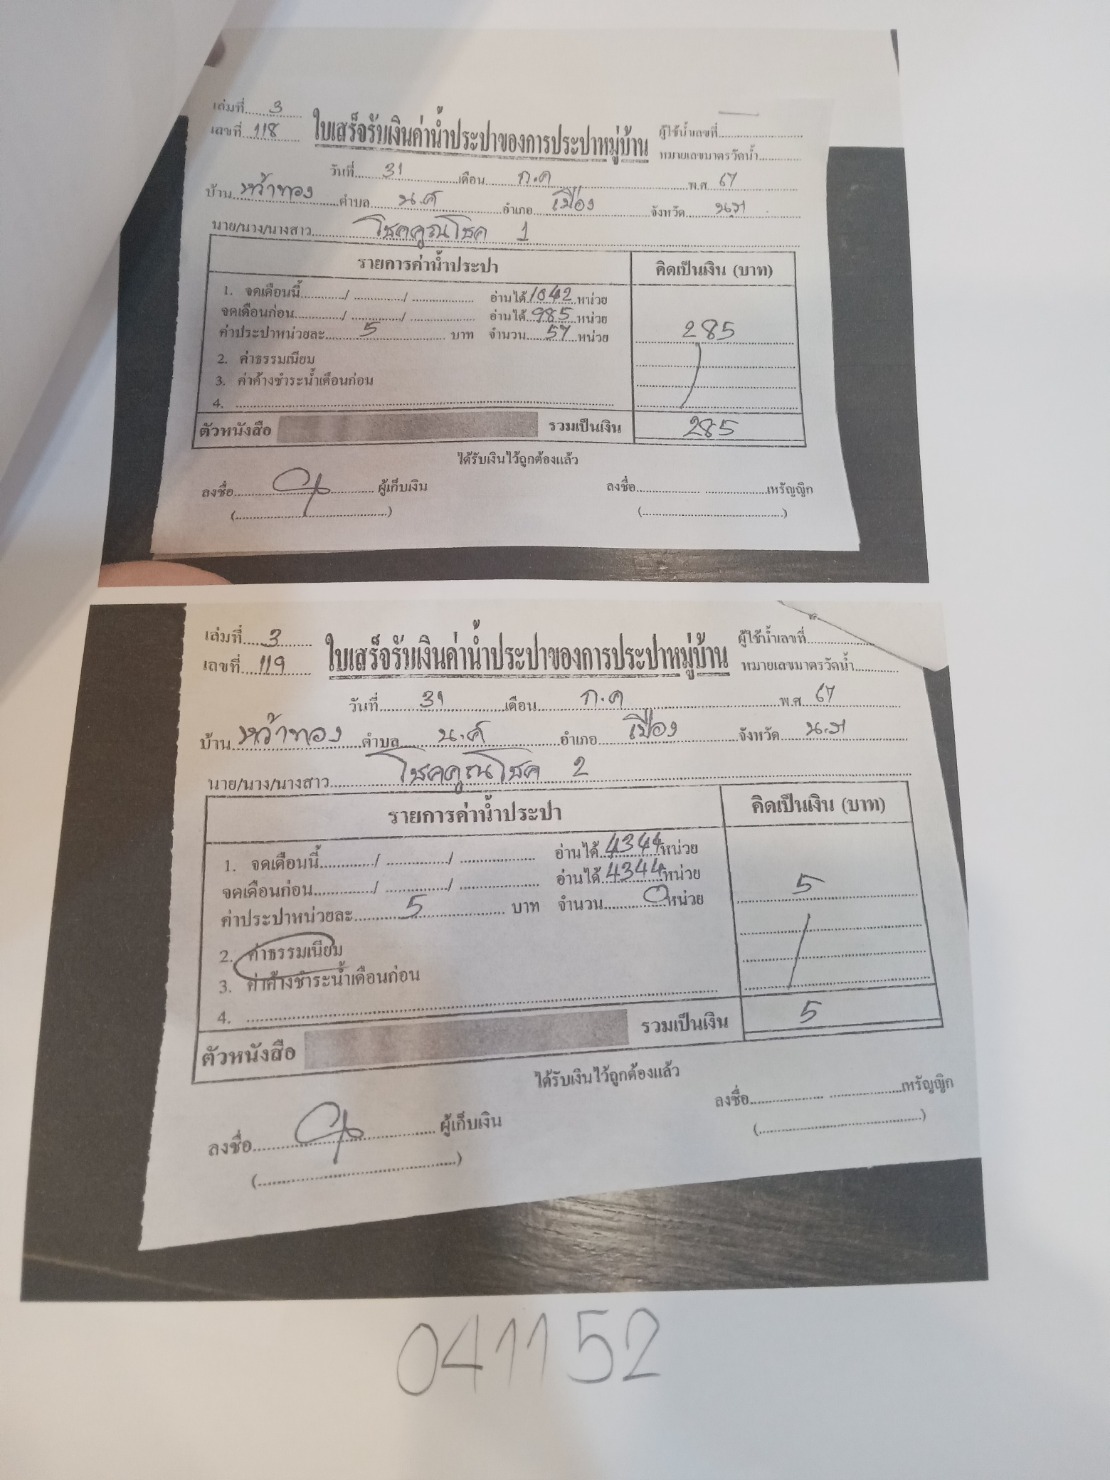 เล่มที่ 3
เลขที่ 118
ใบเสร็จรับเงินค่าน้ำประปาของการประปาหมู่บ้าน
ผู้ใช้น้ำเลขที่
หมายเลขมาตรวัดน้ำ
วันที่ 31 เดือน ก.ค พ.ศ 67
บ้าน หว้าทอง ตำบล น.ศ อำเภอ เมือง จังหวัด
นาย/นาง/นางสาว โชคคูณโชค 1
รายการค่าน้ำประปา คิดเป็นเงิน (บาท)
1. จดเดือนนี้ / / อ่านได้ 1042 หน่วย
จดเดือนก่อน / / อ่านได้ 985 หน่วย
ค่าประปาหน่วยละ 5 บาท จำนวน 57 หน่วย 285
2. ค่าธรรมเนียม
3. ค่าค้างชำระน้ำเดือนก่อน
4.
ตัวหนังสือ รวมเป็นเงิน 285
ได้รับเงินไว้ถูกต้องแล้ว
ลงชื่อ ผู้เก็บเงิน ลงชื่อ เหรัญญิก
( ) ( )
เล่มที่ 3
เลขที่ 119
ใบเสร็จรับเงินค่าน้ำประปาของการประปาหมู่บ้าน
ผู้ใช้น้ำเลขที่
หมายเลขมาตรวัดน้ำ
วันที่ 31 เดือน ก.ค พ.ศ 67
บ้าน หว้าทอง ตำบล น.ศ อำเภอ เมือง จังหวัด
นาย/นาง/นางสาว โชคคูณโชค 2
รายการค่าน้ำประปา คิดเป็นเงิน (บาท)
1. จดเดือนนี้ / / อ่านได้ 4344 หน่วย
จดเดือนก่อน / / อ่านได้ 4344 หน่วย
ค่าประปาหน่วยละ 5 บาท จำนวน 0 หน่วย 5
2. ค่าธรรมเนียม
3. ค่าค้างชำระน้ำเดือนก่อน
4.
ตัวหนังสือ รวมเป็นเงิน 5
ได้รับเงินไว้ถูกต้องแล้ว
ลงชื่อ ผู้เก็บเงิน ลงชื่อ เหรัญญิก
( ) ( )
041152